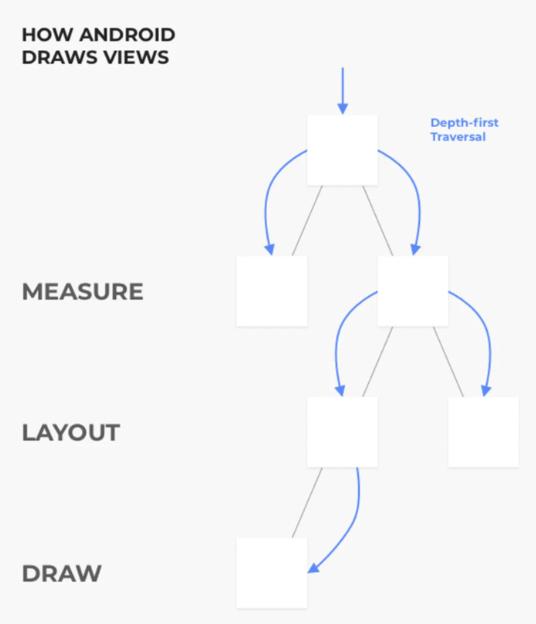 HOW ANDROID
DRAWS VIEWS
Depth-first
Traversal
MEASURE
LAYOUT
DRAW